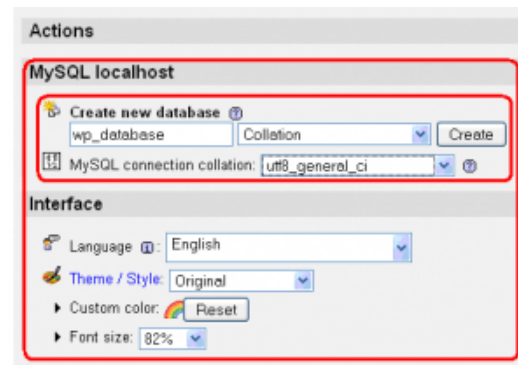 Actions
MySQL localhost
Create new database
wp_database Collation Create
MySQL connection collation: utf8_general_ci
Interface
Language : English
Theme / Style: Original
Custom color: Reset
Font size: 82%